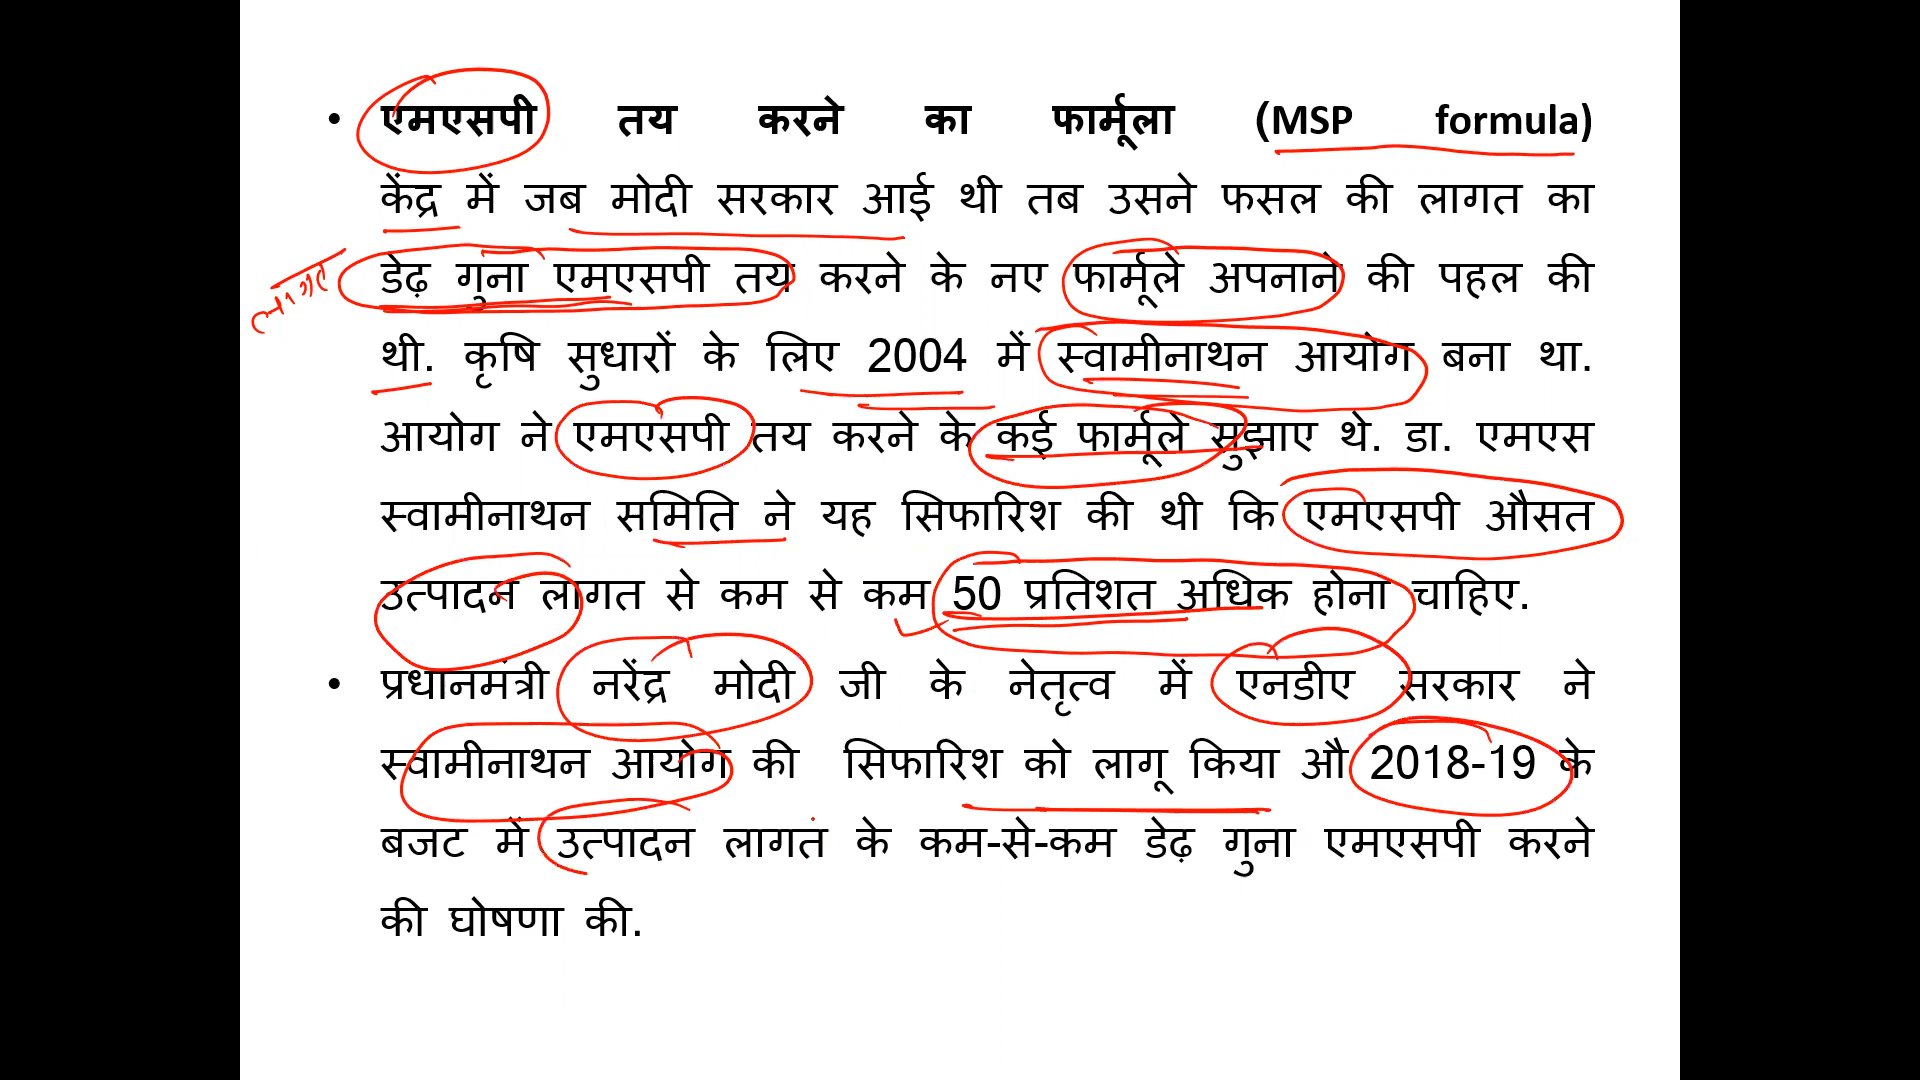 • एमएसपी तय करने का फार्मूला (MSP formula)
केंद्र में जब मोदी सरकार आई थी तब उसने फसल की लागत का
डेढ़ गुना एमएसपी तय करने के नए फार्मूले अपनाने की पहल की
लागत
थी. कृषि सुधारों के लिए 2004 में स्वामीनाथन आयोग बना था.
आयोग ने एमएसपी तय करने के कई फार्मूले सुझाए थे. डा. एमएस
स्वामीनाथन समिति ने यह सिफारिश की थी कि एमएसपी औसत
उत्पादन लागत से कम से कम 50 प्रतिशत अधिक होना चाहिए.
• प्रधानमंत्री नरेंद्र मोदी जी के नेतृत्व में एनडीए सरकार ने
स्वामीनाथन आयोग की सिफारिश को लागू किया औ 2018-19 के
बजट में उत्पादन लागत के कम-से-कम डेढ़ गुना एमएसपी करने
की घोषणा की.